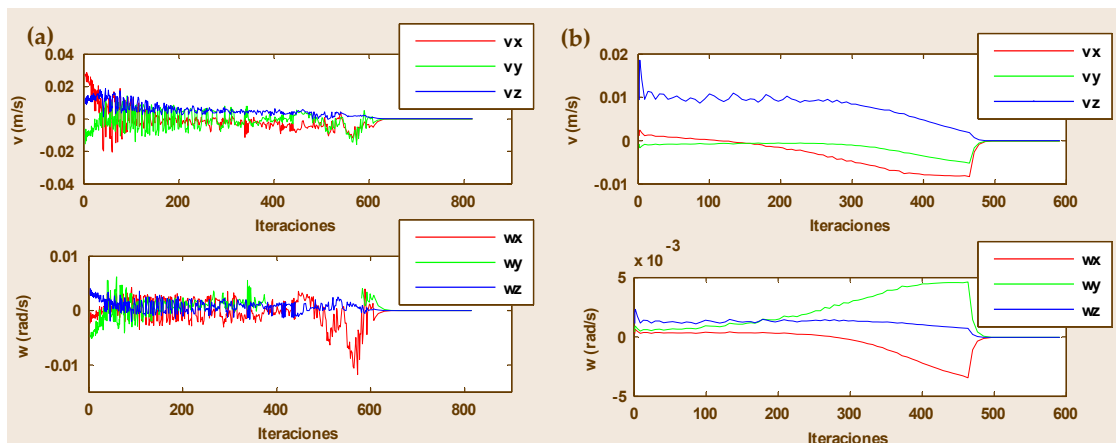 (a)
vx
vy
vz
0.04
0.02
0
-0.02
-0.04
v (m/s)
0
200
400
600
800
Iteraciones
wx
wy
wz
0.01
0
-0.01
w (rad/s)
0
200
400
600
800
Iteraciones
(b)
vx
vy
vz
0.02
0.01
0
-0.01
v (m/s)
0
100
200
300
400
500
600
Iteraciones
x 10 -3
wx
wy
wz
5
0
-5
w (rad/s)
0
100
200
300
400
500
600
Iteraciones